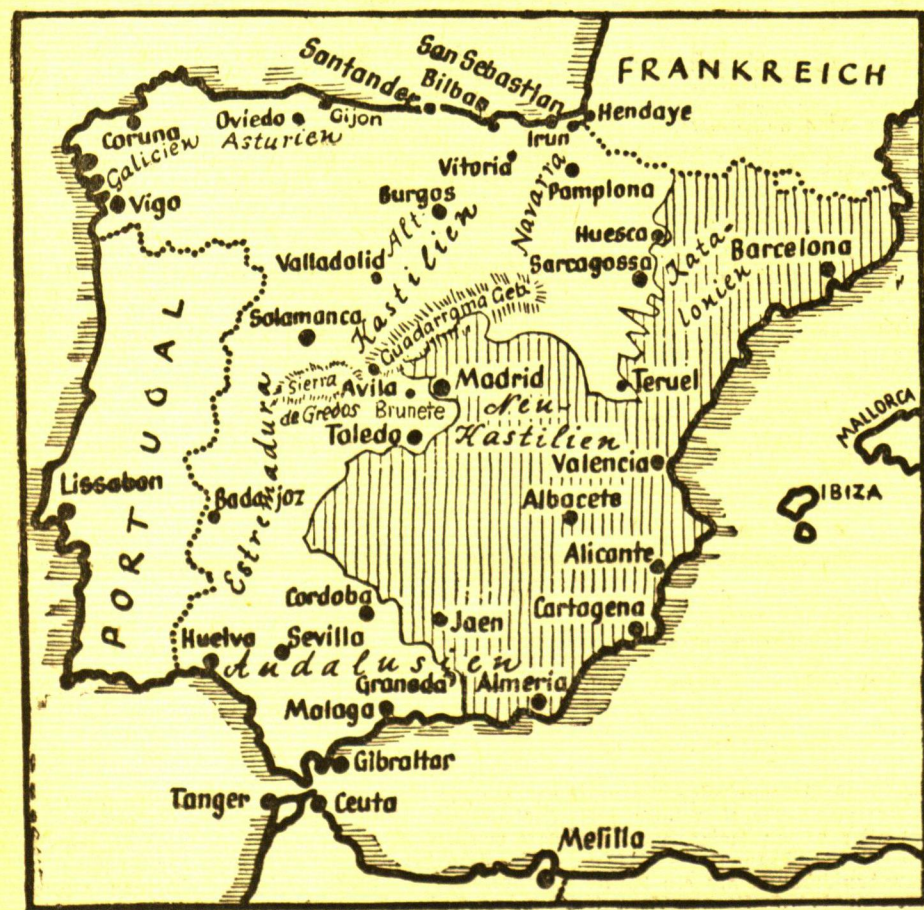 FRANKREICH
Santander
San Sebastian
Bilbao
Hendaye
Irun
Coruna
Galicien
Oviedo
Gijon
Asturien
Vigo
Vitoria
Navarra
Pamplona
Burgos
Alt-
Kastilien
Huesca
Sarcagossa
Kata-
lonien
Barcelona
Valladolid
Salamanca
Guadarrama Geb.
Sierra
de Gredos
Avila
Brunete
Madrid
Neu-
Kastilien
Toledo
Teruel
Valencia
MALLORCA
IBIZA
PORTUGAL
Lissabon
Badajoz
Estremadura
Albacete
Alicante
Cartagena
Cordoba
Jaen
Huelva
Sevilla
Andalusien
Granada
Almeria
Malaga
Gibraltar
Tanger
Ceuta
Melilla